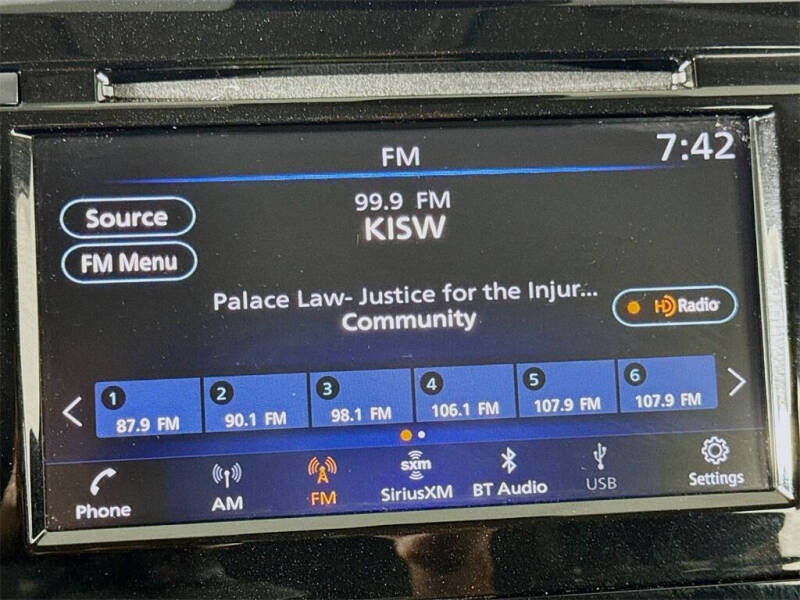 FM
7:42
99.9 FM
KISW
Source
FM Menu
Palace Law- Justice for the Injur...
Community
HD Radio
1
87.9 FM
2
90.1 FM
3
98.1 FM
4
106.1 FM
5
107.9 FM
6
107.9 FM
Phone
AM
FM
sxm
SiriusXM
BT Audio
USB
Settings